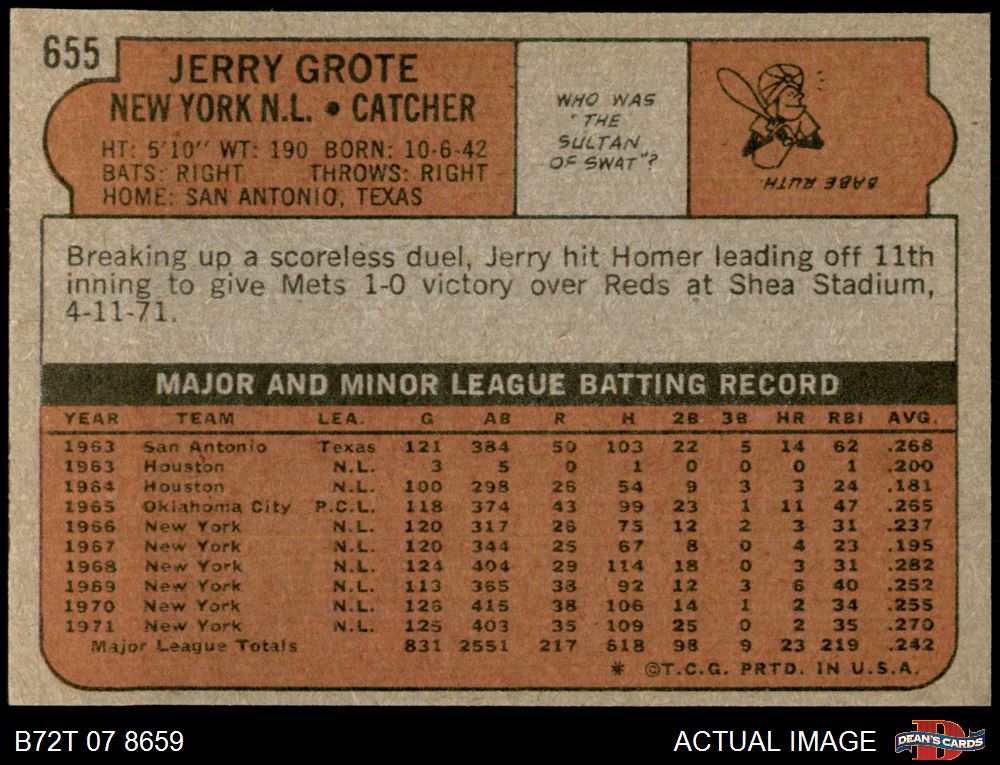 655
JERRY GROTE
NEW YORK N.L. • CATCHER
HT: 5'10" WT: 190 BORN: 10-6-42
BATS: RIGHT THROWS: RIGHT
HOME: SAN ANTONIO, TEXAS
WHO WAS
"THE
SULTAN
OF SWAT"?
BABE RUTH
Breaking up a scoreless duel, Jerry hit Homer leading off 11th
inning to give Mets 1-0 victory over Reds at Shea Stadium,
4-11-71.
MAJOR AND MINOR LEAGUE BATTING RECORD
YEAR TEAM LEA. G AB R H 2B 3B HR RBI AVG.
1963 San Antonio Texas 121 384 50 103 22 5 14 62 .268
1963 Houston N.L. 3 5 0 1 0 0 0 1 .200
1964 Houston N.L. 100 298 26 54 9 3 3 24 .181
1965 Oklahoma City P.C.L. 118 374 43 99 23 1 11 47 .265
1966 New York N.L. 120 317 26 75 12 2 3 31 .237
1967 New York N.L. 120 344 25 67 8 0 4 23 .195
1968 New York N.L. 124 404 29 114 18 0 3 31 .282
1969 New York N.L. 113 365 38 92 12 3 6 40 .252
1970 New York N.L. 126 415 38 106 14 1 2 34 .255
1971 New York N.L. 125 403 35 109 25 0 2 35 .270
Major League Totals 831 2551 217 618 98 9 23 219 .242
* ©T.C.G. PRTD. IN U.S.A.
B72T 07 8659
ACTUAL IMAGE
D
DEAN'S CARDS